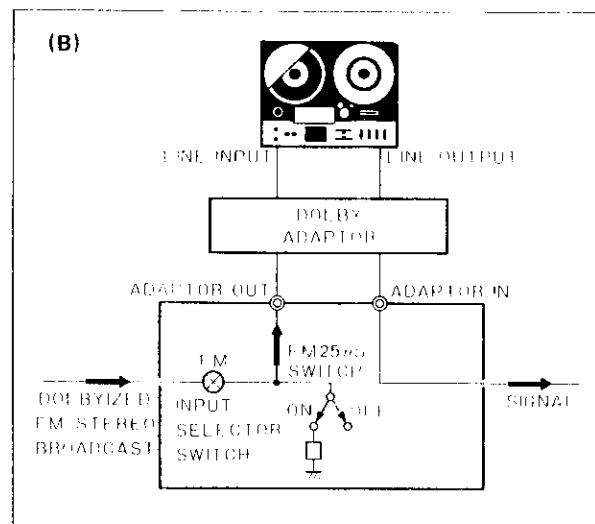 (B)
LINE INPUT
LINE OUTPUT
DOLBY
ADAPTOR
ADAPTOR OUT
ADAPTOR IN
FM
FM25μS
SWITCH
DOLBYIZED
FM STEREO
BROADCAST
INPUT
SELECTOR
SWITCH
ON
OFF
SIGNAL